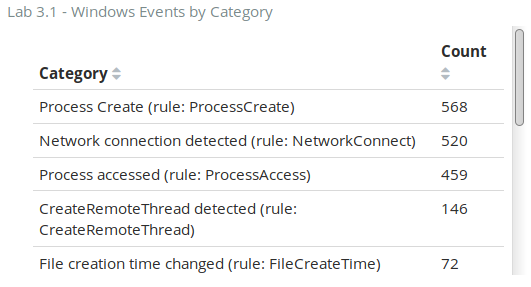 Lab 3.1 - Windows Events by Category
Category Count
Process Create (rule: ProcessCreate) 568
Network connection detected (rule: NetworkConnect) 520
Process accessed (rule: ProcessAccess) 459
CreateRemoteThread detected (rule: 146
CreateRemoteThread)
File creation time changed (rule: FileCreateTime) 72